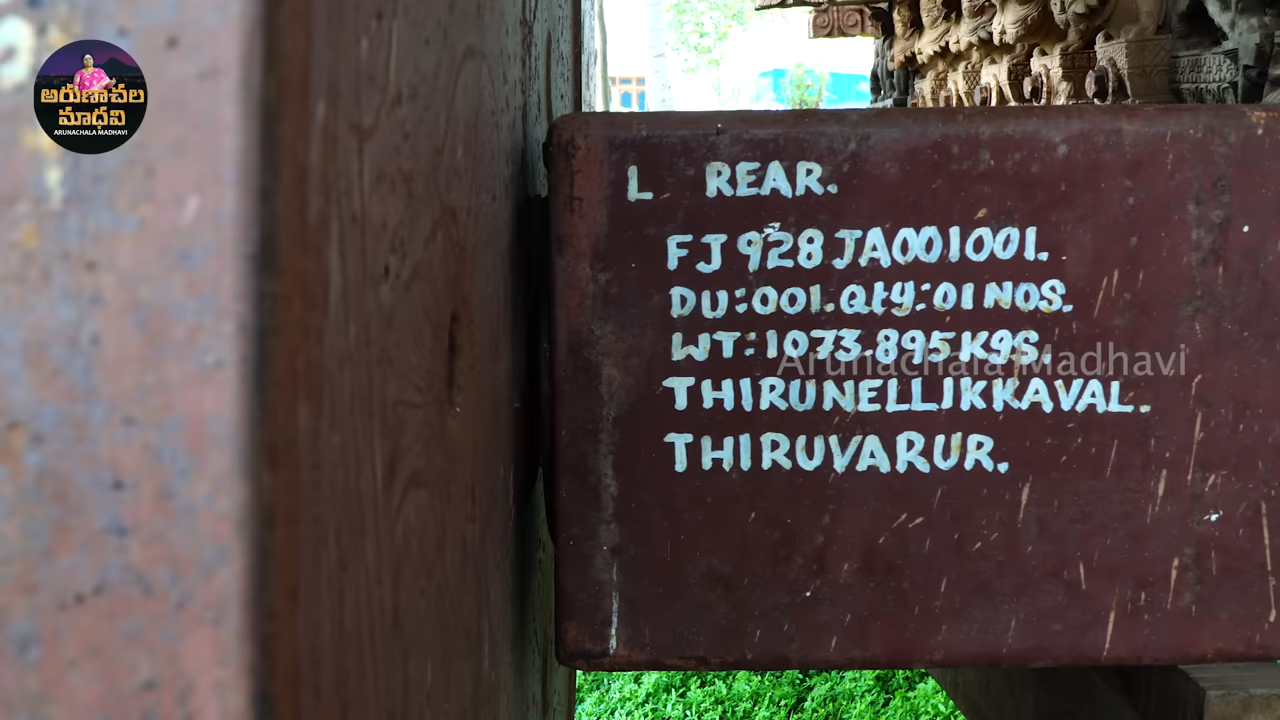 అరుణాచల
మాధవి
ARUNACHALA MADHAVI
L REAR.
FJ 928 JA001001.
DU:001.Qty:01 NOS.
WT:1073.895 K9S.
Arunachala Madhavi
THIRUNELLIKKAVAL.
THIRUVARUR.